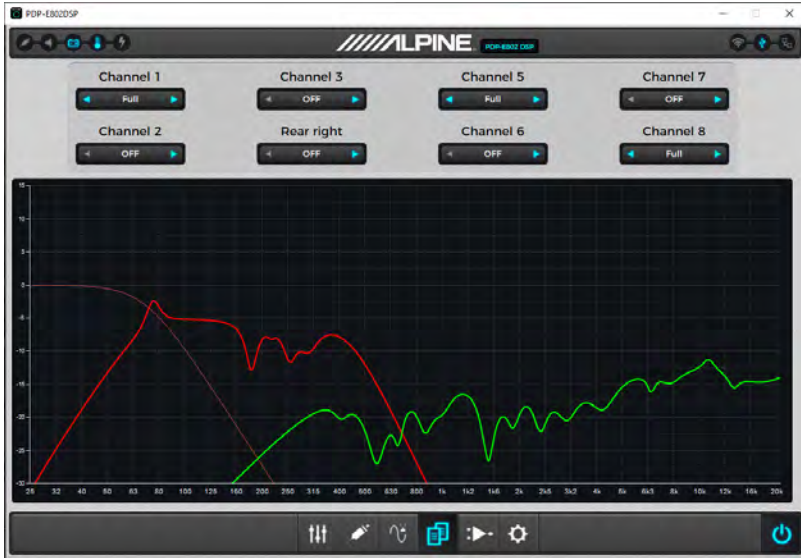 PDP-E802DSP
ALPINE PDP-E802 DSP
Channel 1 Channel 3 Channel 5 Channel 7
Full OFF Full OFF
Channel 2 Rear right Channel 6 Channel 8
OFF OFF OFF Full
15
10
5
0
-5
-10
-15
-20
-25
-30
25 32 40 50 63 80 100 125 160 200 250 315 400 500 630 800 1k 1k2 1k6 2k 2k5 3k2 4k 5k 6k3 8k 10k 12k 16k 20k